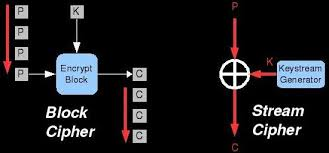 P
K
P
P
P
Encrypt
Block
C
C
C
C
Block
Cipher
P
K
Keystream
Generator
C
Stream
Cipher